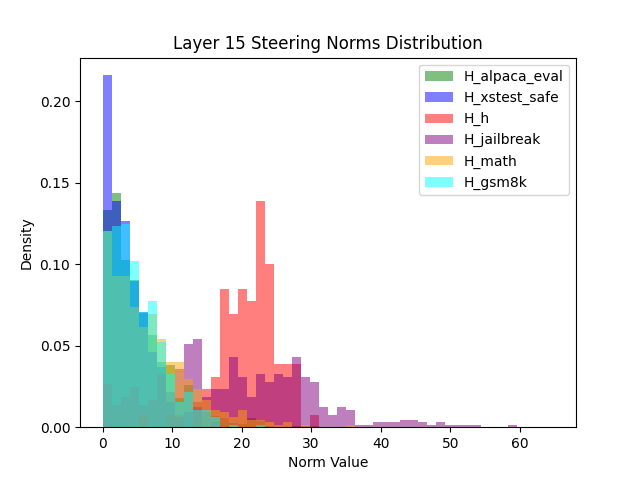 Layer 15 Steering Norms Distribution
H_alpaca_eval
H_xstest_safe
H_h
H_jailbreak
H_math
H_gsm8k
Density
0.20
0.15
0.10
0.05
0.00
0 10 20 30 40 50 60
Norm Value